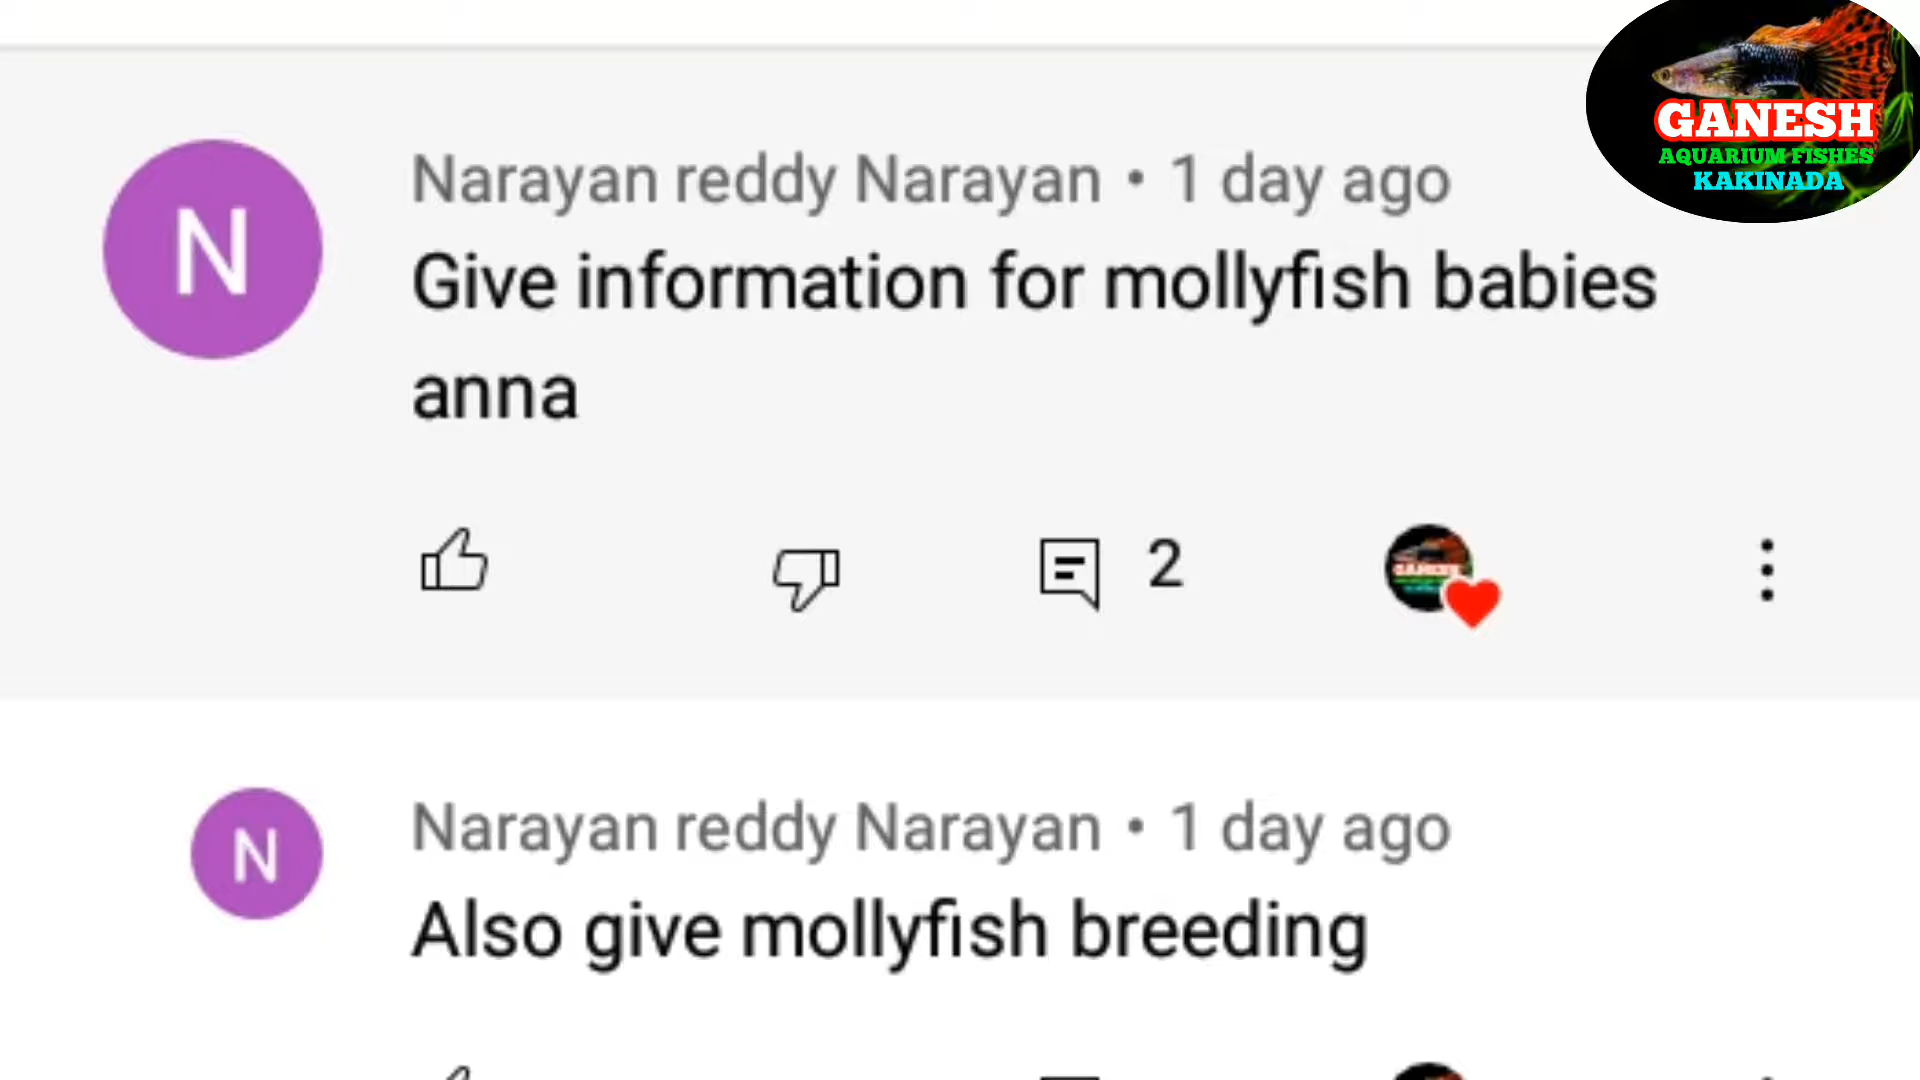 GANESH
AQUARIUM FISHES
KAKINADA
N
Narayan reddy Narayan • 1 day ago
Give information for mollyfish babies
anna
2
N
Narayan reddy Narayan • 1 day ago
Also give mollyfish breeding